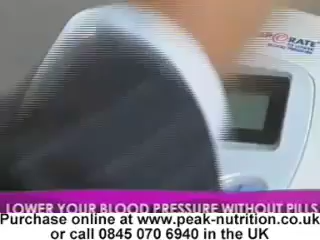 LOWER YOUR BLOOD PRESSURE WITHOUT PILLS
Purchase online at www.peak-nutrition.co.uk
or call 0845 070 6940 in the UK